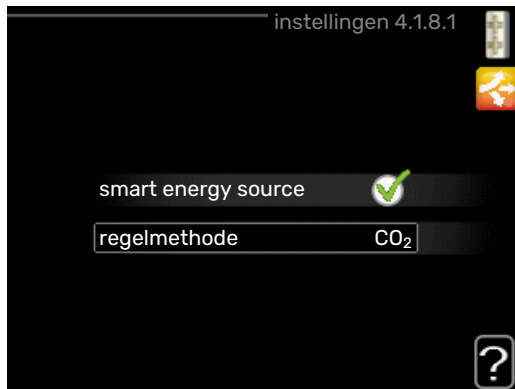 instellingen 4.1.8.1
smart energy source
regelmethode CO₂
?